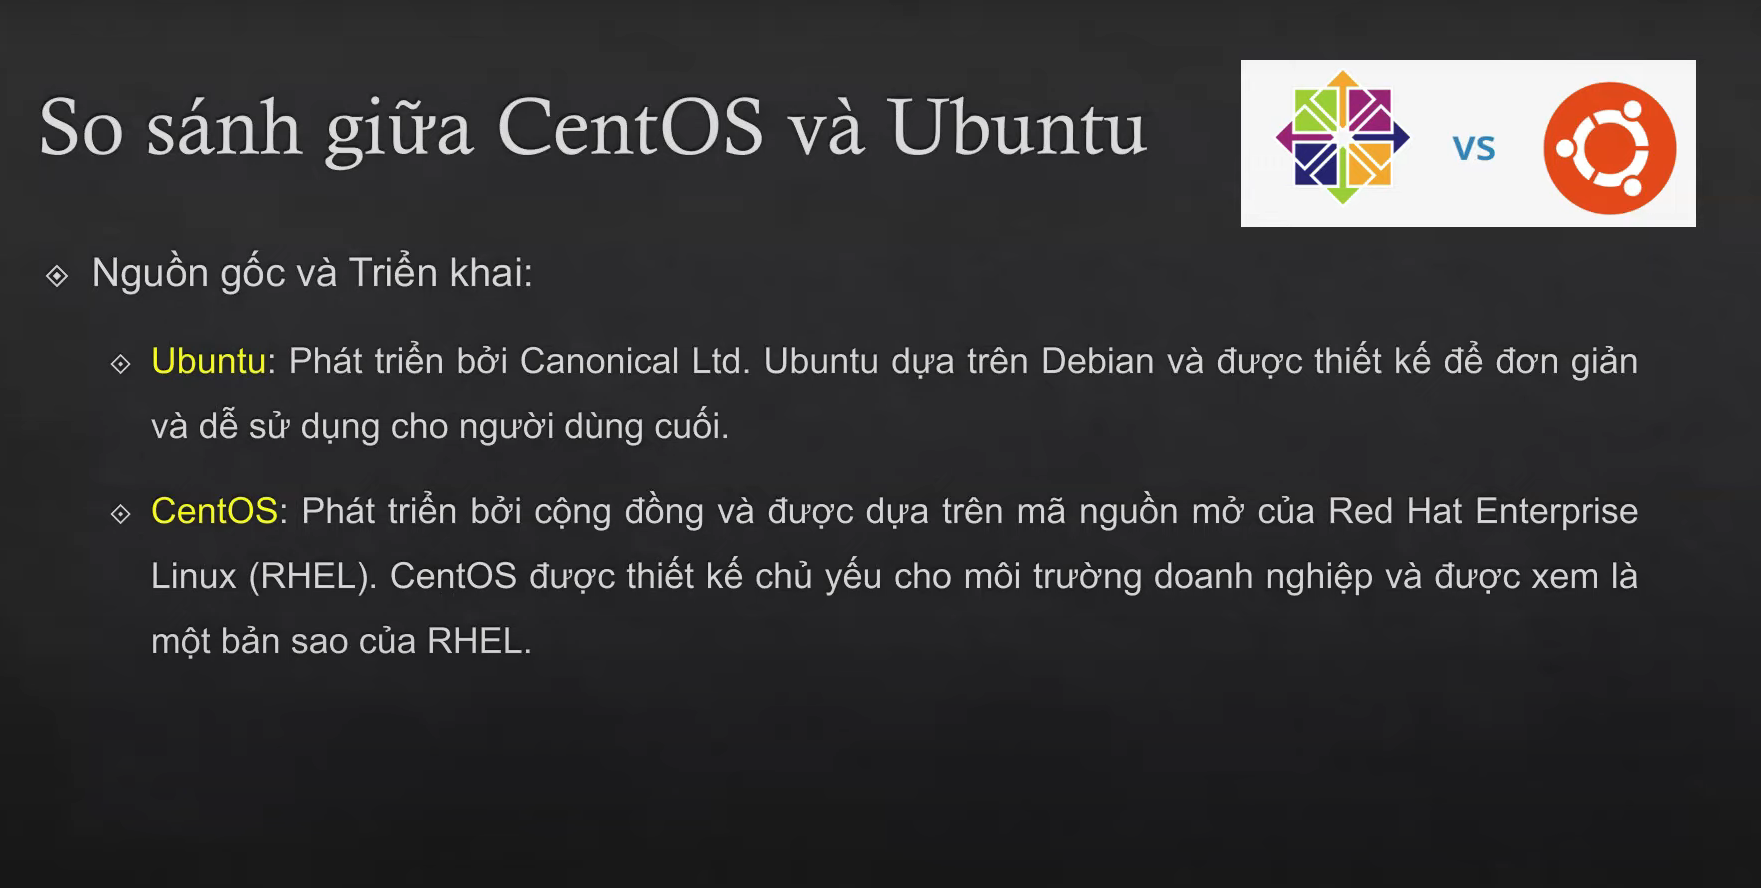 So sánh giữa CentOS và Ubuntu
vs
Nguồn gốc và Triển khai:
Ubuntu: Phát triển bởi Canonical Ltd. Ubuntu dựa trên Debian và được thiết kế để đơn giản
và dễ sử dụng cho người dùng cuối.
CentOS: Phát triển bởi cộng đồng và được dựa trên mã nguồn mở của Red Hat Enterprise
Linux (RHEL). CentOS được thiết kế chủ yếu cho môi trường doanh nghiệp và được xem là
một bản sao của RHEL.